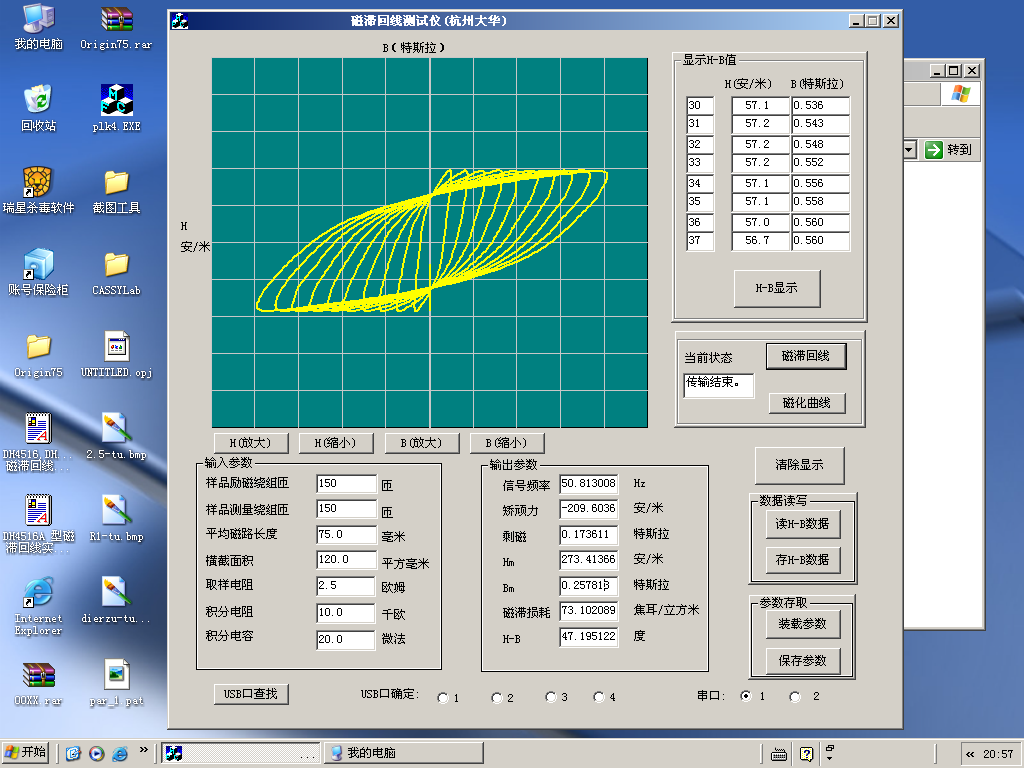 我的电脑
Origin75.rar
回收站
plk4.EXE
瑞星杀毒软件
截图工具
账号保险柜
CASSYLab
Origin75
UNTITLED.opj
DH4516_DH...
磁滞回线...
2.5-tu.bmp
DH4516A_型磁
滞回线实...
R1-tu.bmp
Internet
Explorer
dierzu-tu...
OOXX.rar
par_1.pat
磁滞回线测试仪(杭州大华)
B(特斯拉)
H
安/米
显示H-B值
H(安/米) B(特斯拉)
30 57.1 0.536
31 57.2 0.543
32 57.2 0.548
33 57.2 0.552
34 57.1 0.556
35 57.1 0.558
36 57.0 0.560
37 56.7 0.560
H-B显示
当前状态
传输结束。
磁滞回线
磁化曲线
H(放大) H(缩小) B(放大) B(缩小)
输入参数
样品励磁绕组匝 150 匝
样品测量绕组匝 150 匝
平均磁路长度 75.0 毫米
横截面积 120.0 平方毫米
取样电阻 2.5 欧姆
积分电阻 10.0 千欧
积分电容 20.0 微法
输出参数
信号频率 50.813008 Hz
矫顽力 -209.6036 安/米
剩磁 0.173611 特斯拉
Hm 273.41366 安/米
Bm 0.257813 特斯拉
磁滞损耗 73.102089 焦耳/立方米
H-B 47.195122 度
清除显示
数据读写
读H-B数据
存H-B数据
参数存取
装载参数
保存参数
USB口查找 USB口确定: 1 2 3 4 串口: 1 2
转到
开始
»
...
我的电脑
« 20:57